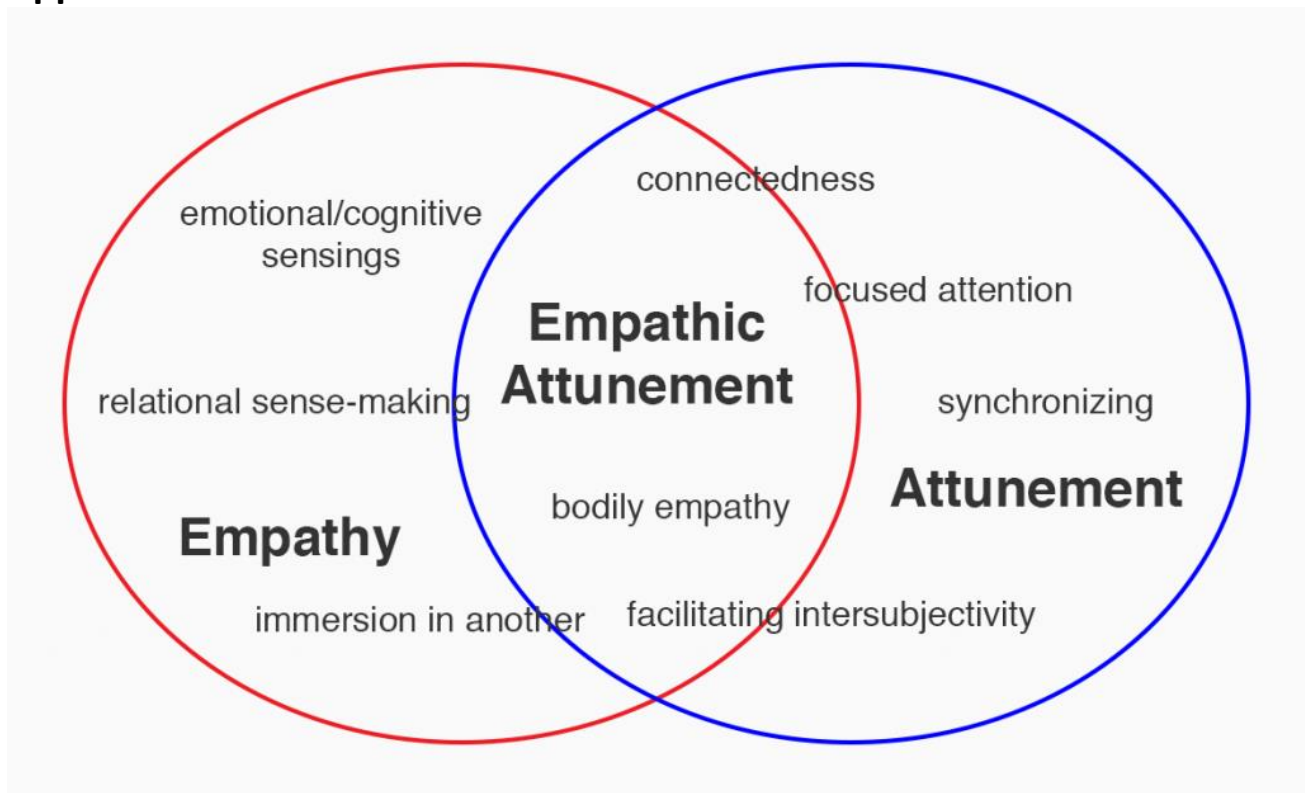 connectedness
emotional/cognitive
sensings
focused attention
Empathic
Attunement
relational sense-making
synchronizing
Attunement
bodily empathy
Empathy
immersion in another
facilitating intersubjectivity